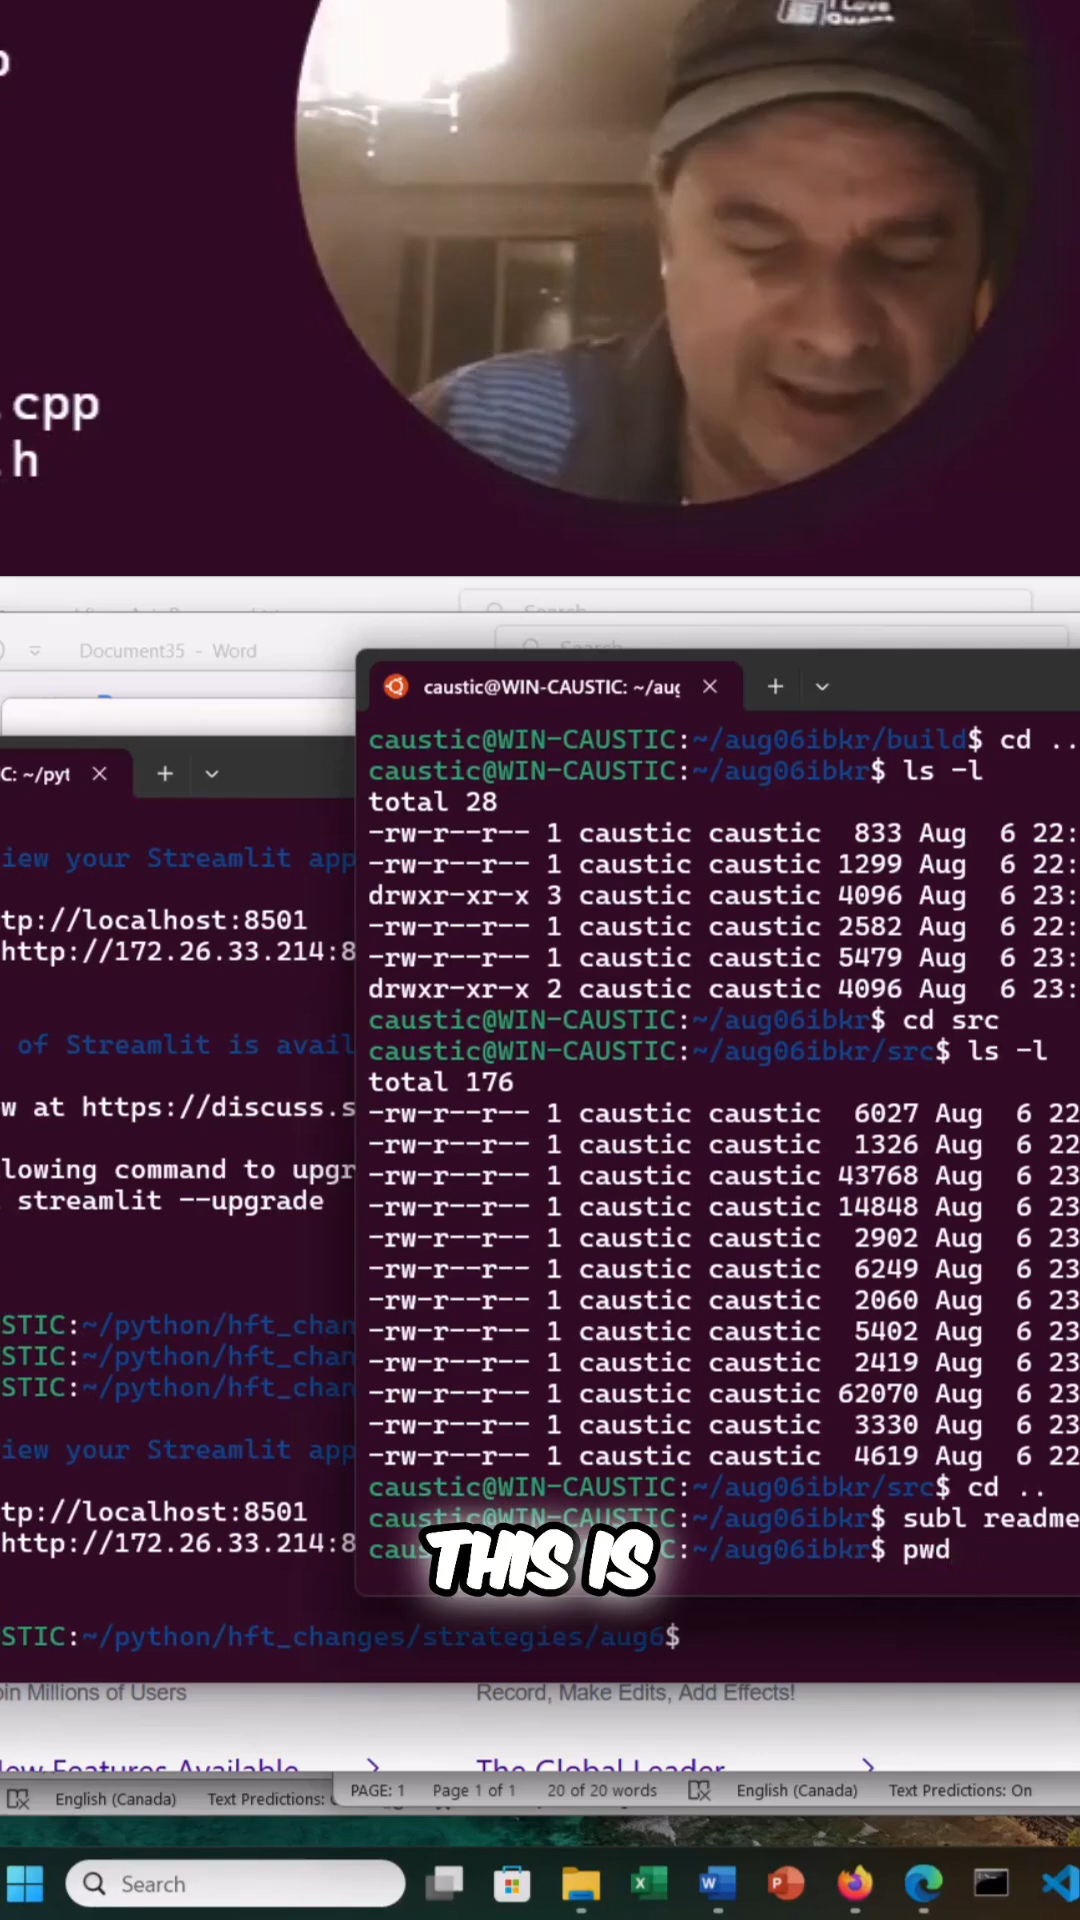 I Love
.cpp
.h
Search
Document35 - Word
Search
caustic@WIN-CAUSTIC: ~/aug
C: ~/pyt
iew your Streamlit app
tp://localhost:8501
http://172.26.33.214:8
of Streamlit is avail
w at https://discuss.s
lowing command to upgr
streamlit --upgrade
STIC:~/python/hft_chan
STIC:~/python/hft_chan
STIC:~/python/hft_chan
iew your Streamlit app
tp://localhost:8501
http://172.26.33.214:8
STIC:~/python/hft_changes/strategies/aug6$
caustic@WIN-CAUSTIC:~/aug06ibkr/build$ cd ..
caustic@WIN-CAUSTIC:~/aug06ibkr$ ls -l
total 28
-rw-r--r-- 1 caustic caustic 833 Aug 6 22:
-rw-r--r-- 1 caustic caustic 1299 Aug 6 22:
drwxr-xr-x 3 caustic caustic 4096 Aug 6 23:
-rw-r--r-- 1 caustic caustic 2582 Aug 6 22:
-rw-r--r-- 1 caustic caustic 5479 Aug 6 23:
drwxr-xr-x 2 caustic caustic 4096 Aug 6 23:
caustic@WIN-CAUSTIC:~/aug06ibkr$ cd src
caustic@WIN-CAUSTIC:~/aug06ibkr/src$ ls -l
total 176
-rw-r--r-- 1 caustic caustic 6027 Aug 6 22
-rw-r--r-- 1 caustic caustic 1326 Aug 6 22
-rw-r--r-- 1 caustic caustic 43768 Aug 6 23
-rw-r--r-- 1 caustic caustic 14848 Aug 6 23
-rw-r--r-- 1 caustic caustic 2902 Aug 6 23
-rw-r--r-- 1 caustic caustic 6249 Aug 6 23
-rw-r--r-- 1 caustic caustic 2060 Aug 6 23
-rw-r--r-- 1 caustic caustic 5402 Aug 6 23
-rw-r--r-- 1 caustic caustic 2419 Aug 6 23
-rw-r--r-- 1 caustic caustic 62070 Aug 6 23
-rw-r--r-- 1 caustic caustic 3330 Aug 6 23
-rw-r--r-- 1 caustic caustic 4619 Aug 6 22
caustic@WIN-CAUSTIC:~/aug06ibkr/src$ cd ..
caustic@WIN-CAUSTIC:~/aug06ibkr$ subl readme
caus C:~/aug06ibkr$ pwd
THIS IS
oin Millions of Users
Record, Make Edits, Add Effects!
New Features Available
The Global Leader
English (Canada) Text Predictions:
PAGE: 1 Page 1 of 1 20 of 20 words English (Canada) Text Predictions: On
Search